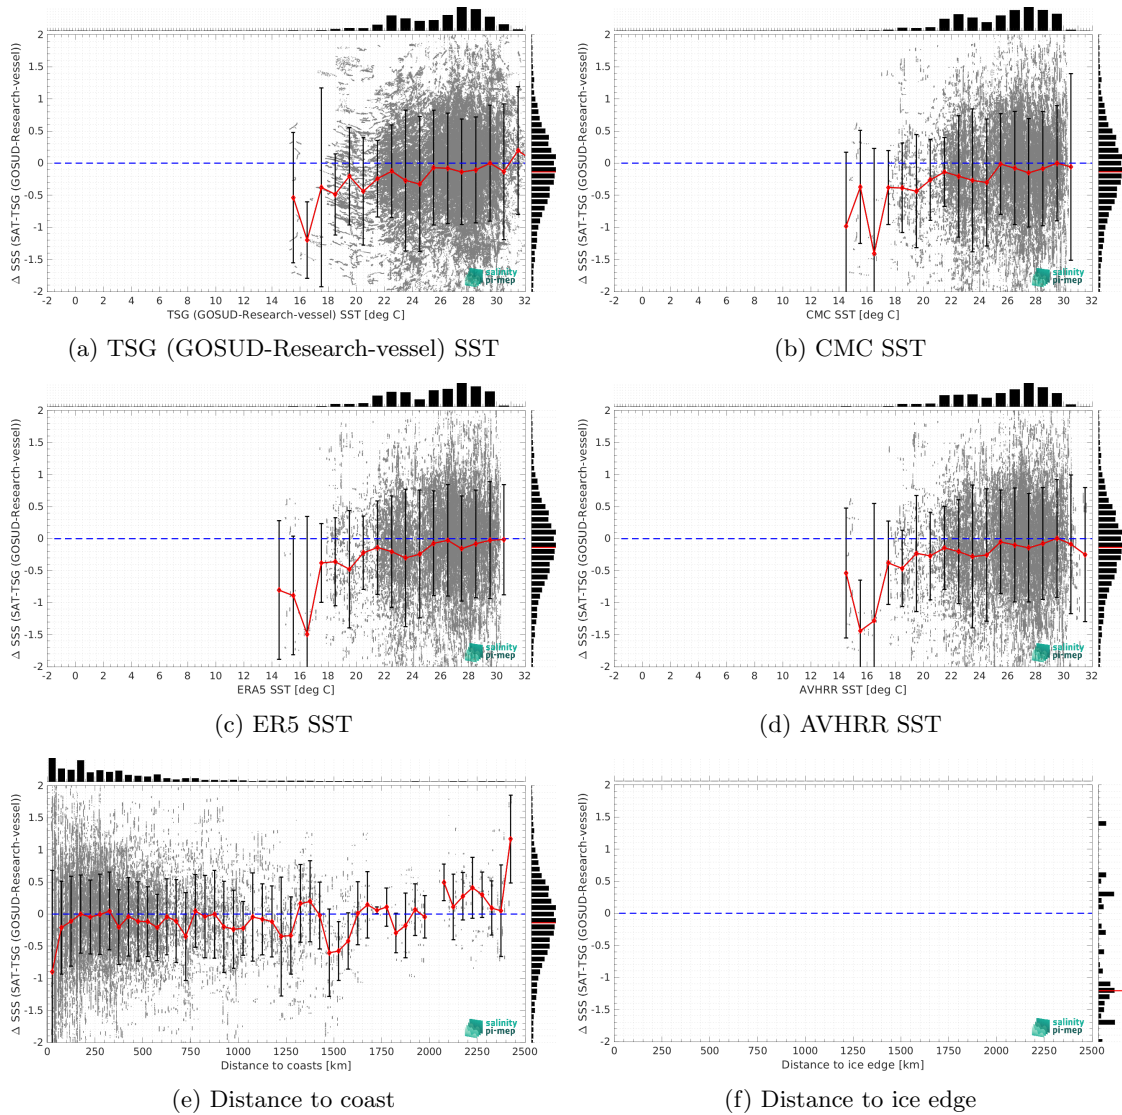 2
1.5
1
0.5
0
-0.5
-1
-1.5
-2
Δ SSS (SAT-TSG (GOSUD-Research-vessel))
-2 0 2 4 6 8 10 12 14 16 18 20 22 24 26 28 30 32
TSG (GOSUD-Research-vessel) SST [deg C]
salinity
pi-mep
(a) TSG (GOSUD-Research-vessel) SST
2
1.5
1
0.5
0
-0.5
-1
-1.5
-2
Δ SSS (SAT-TSG (GOSUD-Research-vessel))
-2 0 2 4 6 8 10 12 14 16 18 20 22 24 26 28 30 32
CMC SST [deg C]
salinity
pi-mep
(b) CMC SST
2
1.5
1
0.5
0
-0.5
-1
-1.5
-2
Δ SSS (SAT-TSG (GOSUD-Research-vessel))
-2 0 2 4 6 8 10 12 14 16 18 20 22 24 26 28 30 32
ERA5 SST [deg C]
salinity
pi-mep
(c) ER5 SST
2
1.5
1
0.5
0
-0.5
-1
-1.5
-2
Δ SSS (SAT-TSG (GOSUD-Research-vessel))
-2 0 2 4 6 8 10 12 14 16 18 20 22 24 26 28 30 32
AVHRR SST [deg C]
salinity
pi-mep
(d) AVHRR SST
2
1.5
1
0.5
0
-0.5
-1
-1.5
-2
Δ SSS (SAT-TSG (GOSUD-Research-vessel))
0 250 500 750 1000 1250 1500 1750 2000 2250 2500
Distance to coasts [km]
salinity
pi-mep
(e) Distance to coast
2
1.5
1
0.5
0
-0.5
-1
-1.5
-2
Δ SSS (SAT-TSG (GOSUD-Research-vessel))
0 250 500 750 1000 1250 1500 1750 2000 2250 2500
Distance to ice edge [km]
salinity
pi-mep
(f) Distance to ice edge